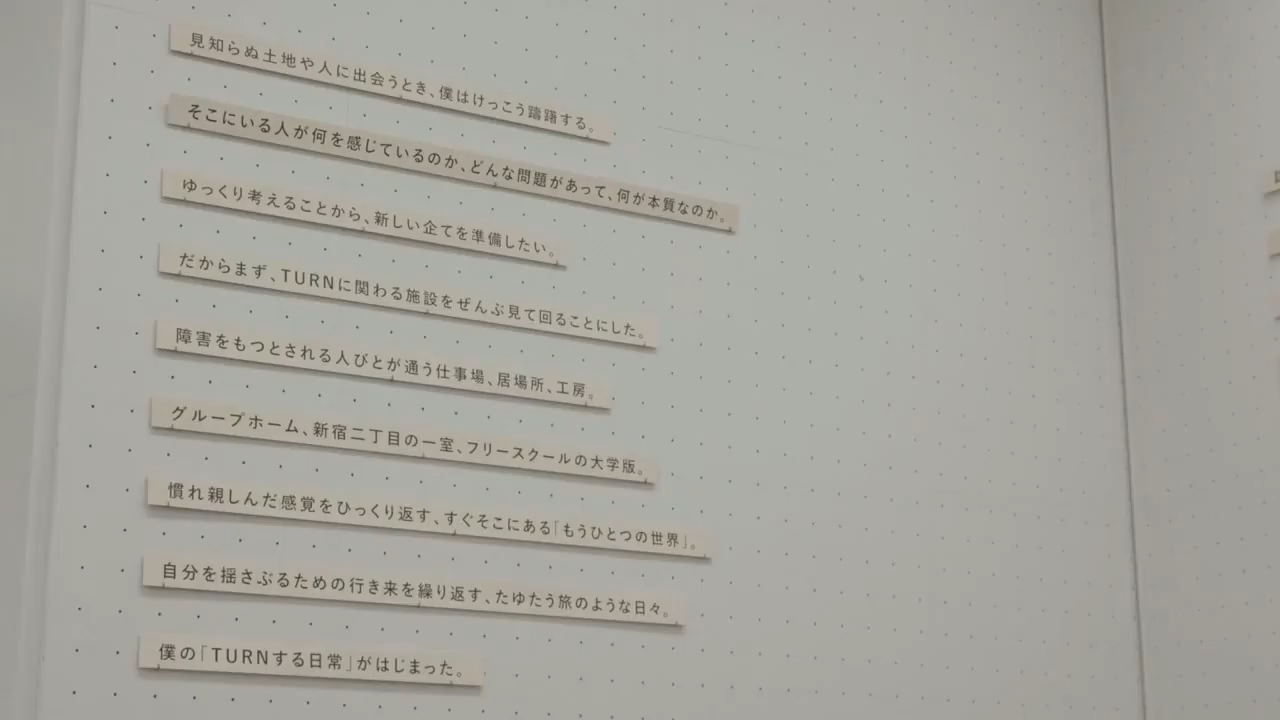 見知らぬ土地や人に出会うとき、僕はけっこう躊躇する。
そこにいる人が何を感じているのか、どんな問題があって、何が本質なのか。
ゆっくり考えることから、新しい企てを準備したい。
だからまず、TURNに関わる施設をぜんぶ見て回ることにした。
障害をもつとされる人びとが通う仕事場、居場所、工房。
グループホーム、新宿二丁目の一室、フリースクールの大学版。
慣れ親しんだ感覚をひっくり返す、すぐそこにある「もうひとつの世界」。
自分を揺さぶるための行き来を繰り返す、たゆたう旅のような日々。
僕の「TURNする日常」がはじまった。